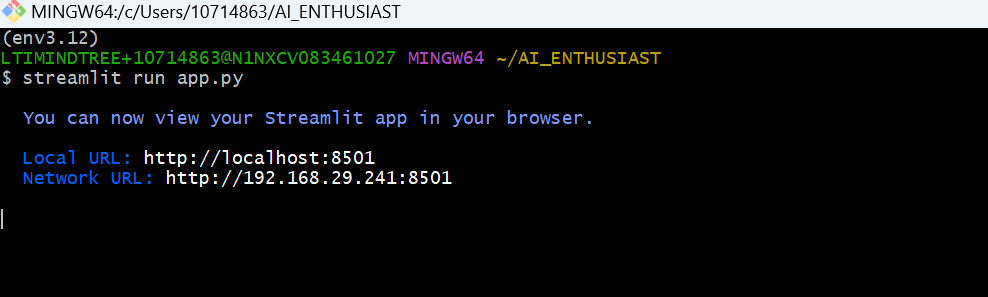 MINGW64:/c/Users/10714863/AI_ENTHUSIAST
(env3.12)
LTIMINDTREE+10714863@N1NXCV083461027 MINGW64 ~/AI_ENTHUSIAST
$ streamlit run app.py
You can now view your Streamlit app in your browser.
Local URL: http://localhost:8501
Network URL: http://192.168.29.241:8501